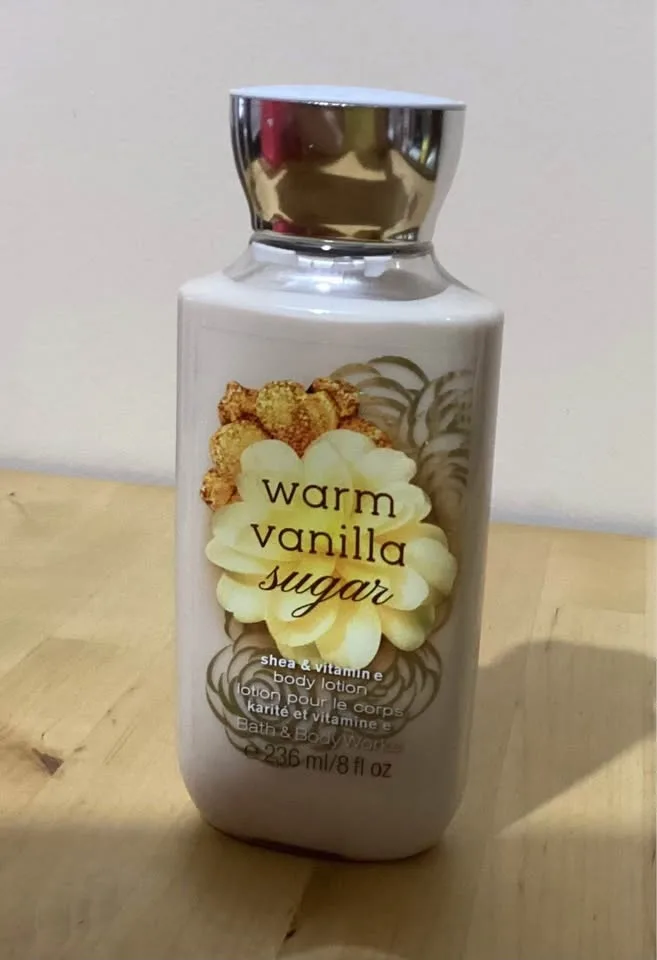 warm
vanilla
sugar
shea & vitamin e
body lotion
lotion pour le corps
karité et vitamine e
Bath & Body Works
℮ 236 ml/8 fl oz